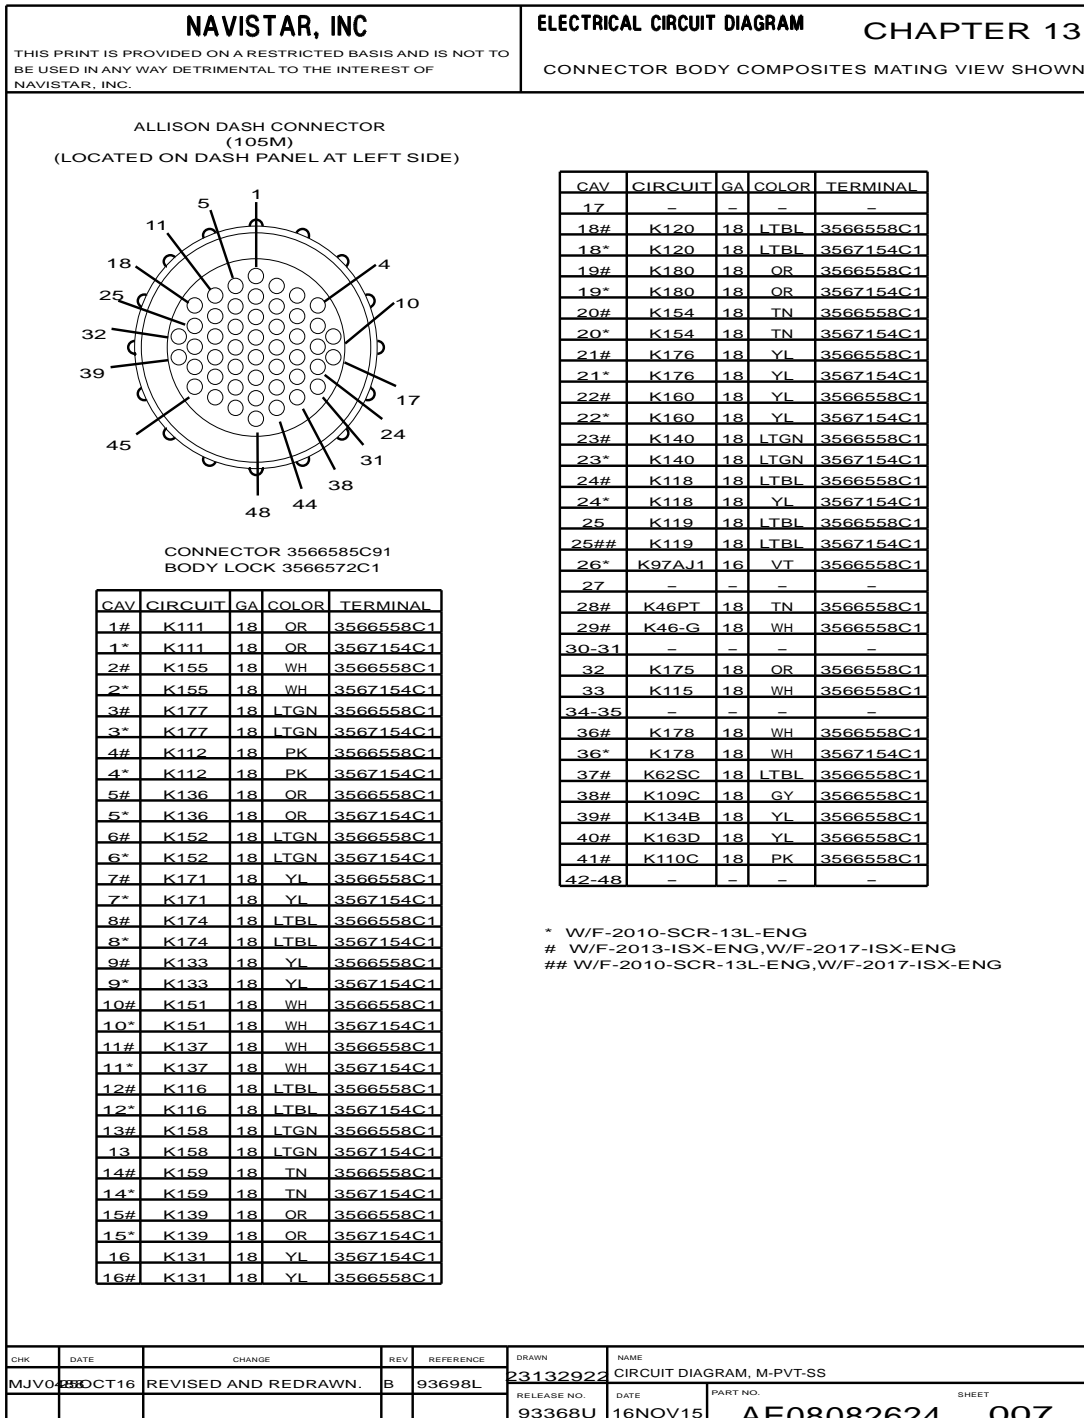 NAVISTAR, INC
THIS PRINT IS PROVIDED ON A RESTRICTED BASIS AND IS NOT TO
BE USED IN ANY WAY DETRIMENTAL TO THE INTEREST OF
NAVISTAR, INC.
ELECTRICAL CIRCUIT DIAGRAM CHAPTER 13
CONNECTOR BODY COMPOSITES MATING VIEW SHOWN
ALLISON DASH CONNECTOR
(105M)
(LOCATED ON DASH PANEL AT LEFT SIDE)
1
5
11
18
4
25
10
32
39
17
24
45
31
38
44
48
CONNECTOR 3566585C91
BODY LOCK 3566572C1
CAV CIRCUIT GA COLOR TERMINAL
1# K111 18 OR 3566558C1
1* K111 18 OR 3567154C1
2# K155 18 WH 3566558C1
2* K155 18 WH 3567154C1
3# K177 18 LTGN 3566558C1
3* K177 18 LTGN 3567154C1
4# K112 18 PK 3566558C1
4* K112 18 PK 3567154C1
5# K136 18 OR 3566558C1
5* K136 18 OR 3567154C1
6# K152 18 LTGN 3566558C1
6* K152 18 LTGN 3567154C1
7# K171 18 YL 3566558C1
7* K171 18 YL 3567154C1
8# K174 18 LTBL 3566558C1
8* K174 18 LTBL 3567154C1
9# K133 18 YL 3566558C1
9* K133 18 YL 3567154C1
10# K151 18 WH 3566558C1
10* K151 18 WH 3567154C1
11# K137 18 WH 3566558C1
11* K137 18 WH 3567154C1
12# K116 18 LTBL 3566558C1
12* K116 18 LTBL 3567154C1
13# K158 18 LTGN 3566558C1
13 K158 18 LTGN 3567154C1
14# K159 18 TN 3566558C1
14* K159 18 TN 3567154C1
15# K139 18 OR 3566558C1
15* K139 18 OR 3567154C1
16 K131 18 YL 3567154C1
16# K131 18 YL 3566558C1
CAV CIRCUIT GA COLOR TERMINAL
17 – – – –
18# K120 18 LTBL 3566558C1
18* K120 18 LTBL 3567154C1
19# K180 18 OR 3566558C1
19* K180 18 OR 3567154C1
20# K154 18 TN 3566558C1
20* K154 18 TN 3567154C1
21# K176 18 YL 3566558C1
21* K176 18 YL 3567154C1
22# K160 18 YL 3566558C1
22* K160 18 YL 3567154C1
23# K140 18 LTGN 3566558C1
23* K140 18 LTGN 3567154C1
24# K118 18 LTBL 3566558C1
24* K118 18 YL 3567154C1
25 K119 18 LTBL 3566558C1
25## K119 18 LTBL 3567154C1
26* K97AJ1 16 VT 3566558C1
27 – – – –
28# K46PT 18 TN 3566558C1
29# K46-G 18 WH 3566558C1
30-31 – – – –
32 K175 18 OR 3566558C1
33 K115 18 WH 3566558C1
34-35 – – – –
36# K178 18 WH 3566558C1
36* K178 18 WH 3567154C1
37# K62SC 18 LTBL 3566558C1
38# K109C 18 GY 3566558C1
39# K134B 18 YL 3566558C1
40# K163D 18 YL 3566558C1
41# K110C 18 PK 3566558C1
42-48 – – – –
* W/F-2010-SCR-13L-ENG
# W/F-2013-ISX-ENG,W/F-2017-ISX-ENG
## W/F-2010-SCR-13L-ENG,W/F-2017-ISX-ENG
CHK DATE CHANGE REV REFERENCE
REVISED AND REDRAWN. B 93698L
DRAWN NAME
23132922 CIRCUIT DIAGRAM, M-PVT-SS
RELEASE NO. DATE PART NO. SHEET
93368U 16NOV15 AE08082624 007